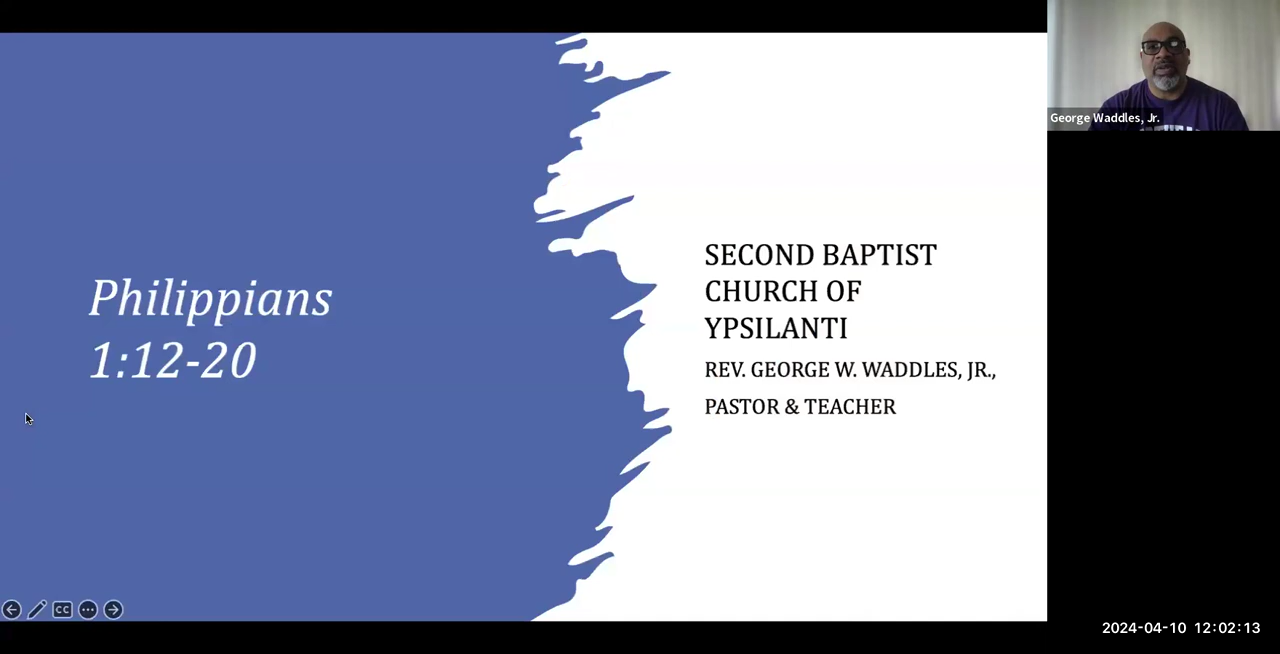 George Waddles, Jr.
Philippians
1:12-20
SECOND BAPTIST
CHURCH OF
YPSILANTI
REV. GEORGE W. WADDLES, JR.,
PASTOR & TEACHER
CC
2024-04-10 12:02:13